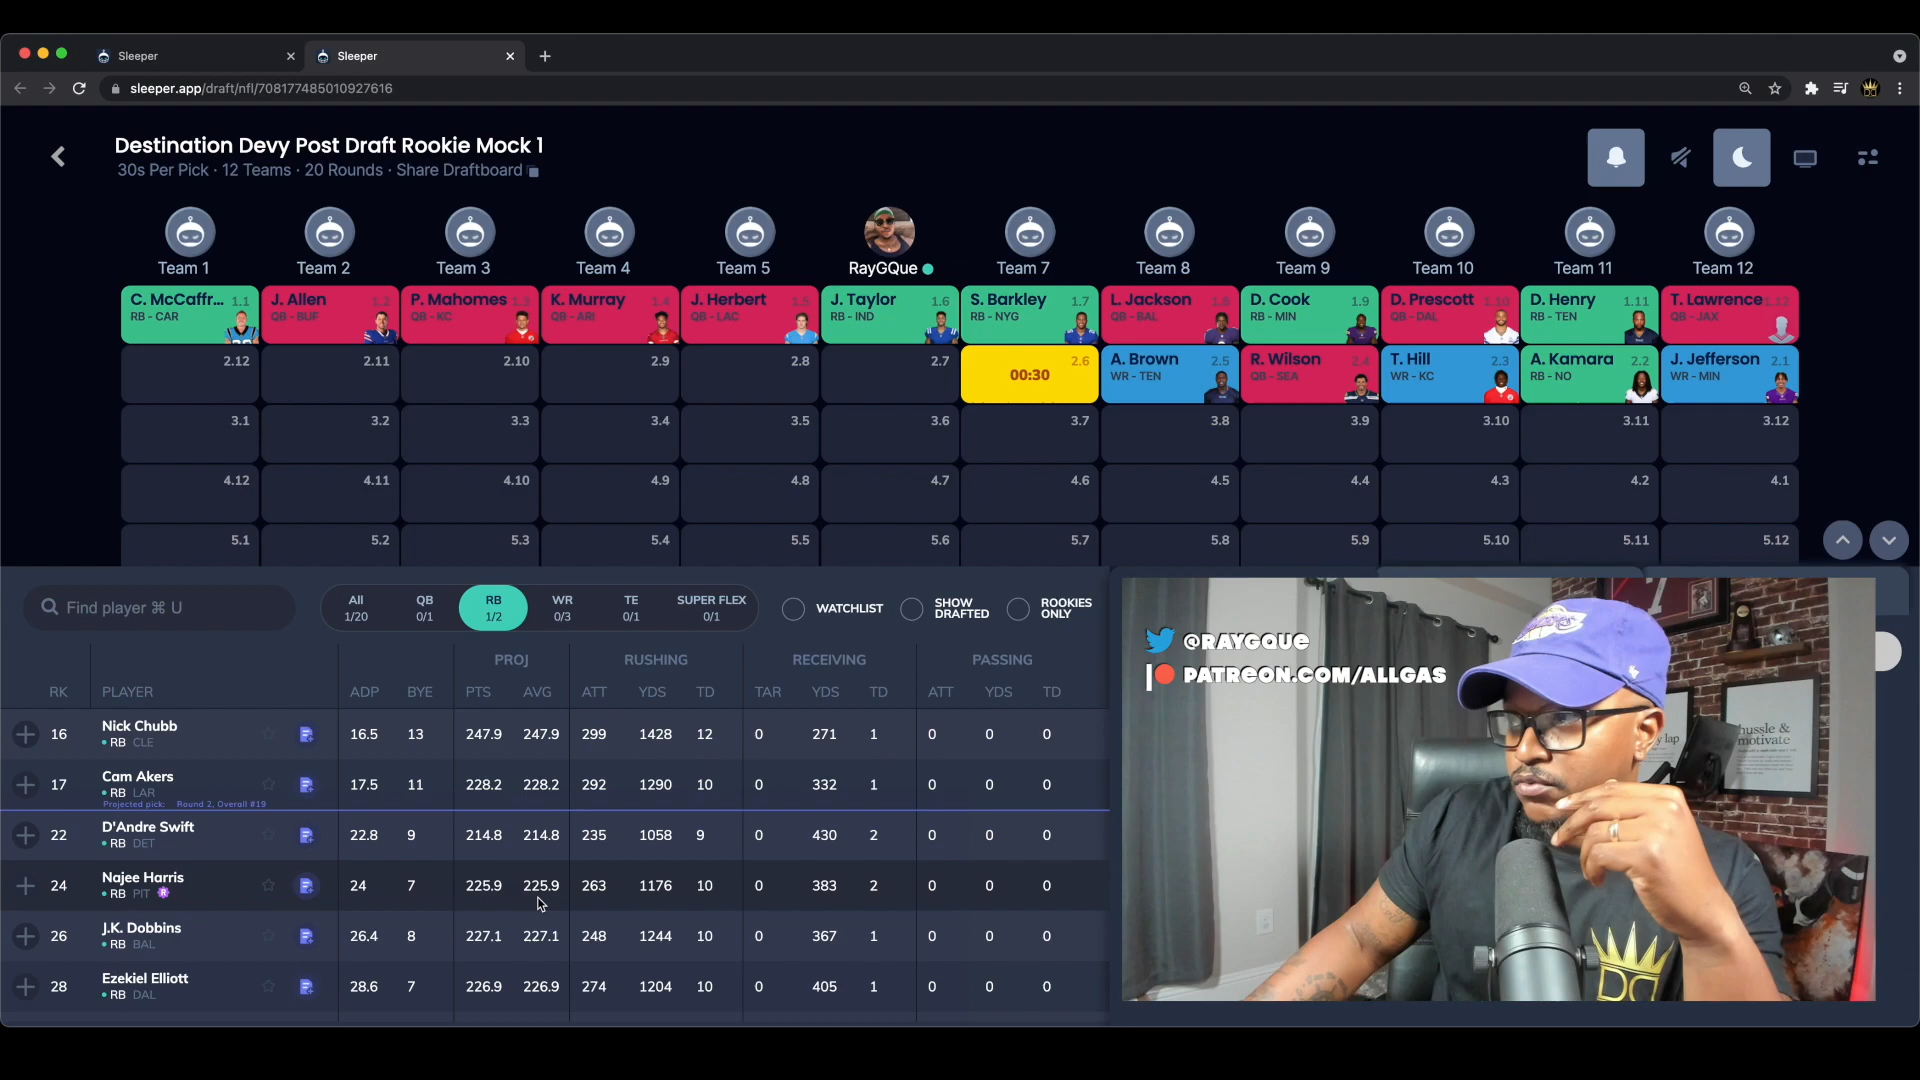 Sleeper
Sleeper
sleeper.app/draft/nfl/708177485010927616
Destination Devy Post Draft Rookie Mock 1
30s Per Pick · 12 Teams · 20 Rounds · Share Draftboard
Team 1 Team 2 Team 3 Team 4 Team 5 RayGQue Team 7 Team 8 Team 9 Team 10 Team 11 Team 12
C. McCaffr... 1.1 J. Allen 1.2 P. Mahomes 1.3 K. Murray 1.4 J. Herbert 1.5 J. Taylor 1.6 S. Barkley 1.7 L. Jackson 1.8 D. Cook 1.9 D. Prescott 1.10 D. Henry 1.11 T. Lawrence 1.12
RB - CAR QB - BUF QB - KC QB - ARI QB - LAC RB - IND RB - NYG QB - BAL RB - MIN QB - DAL RB - TEN QB - JAX
2.12 2.11 2.10 2.9 2.8 2.7 00:30 2.6 A. Brown 2.5 R. Wilson 2.4 T. Hill 2.3 A. Kamara 2.2 J. Jefferson 2.1
WR - TEN QB - SEA WR - KC RB - NO WR - MIN
3.1 3.2 3.3 3.4 3.5 3.6 3.7 3.8 3.9 3.10 3.11 3.12
4.12 4.11 4.10 4.9 4.8 4.7 4.6 4.5 4.4 4.3 4.2 4.1
5.1 5.2 5.3 5.4 5.5 5.6 5.7 5.8 5.9 5.10 5.11 5.12
Find player ⌘ U
All QB RB WR TE SUPER FLEX
1/20 0/1 1/2 0/3 0/1 0/1
WATCHLIST
SHOW
DRAFTED
ROOKIES
ONLY
PROJ RUSHING RECEIVING PASSING
RK PLAYER ADP BYE PTS AVG ATT YDS TD TAR YDS TD ATT YDS TD
16 Nick Chubb 16.5 13 247.9 247.9 299 1428 12 0 271 1 0 0 0
RB CLE
17 Cam Akers 17.5 11 228.2 228.2 292 1290 10 0 332 1 0 0 0
RB LAR
Projected pick: Round 2, Overall #19
22 D'Andre Swift 22.8 9 214.8 214.8 235 1058 9 0 430 2 0 0 0
RB DET
24 Najee Harris 24 7 225.9 225.9 263 1176 10 0 383 2 0 0 0
RB PIT R
26 J.K. Dobbins 26.4 8 227.1 227.1 248 1244 10 0 367 1 0 0 0
RB BAL
28 Ezekiel Elliott 28.6 7 226.9 226.9 274 1204 10 0 405 1 0 0 0
RB DAL
@RAYGQUE
PATREON.COM/ALLGAS
hussle &
motivate